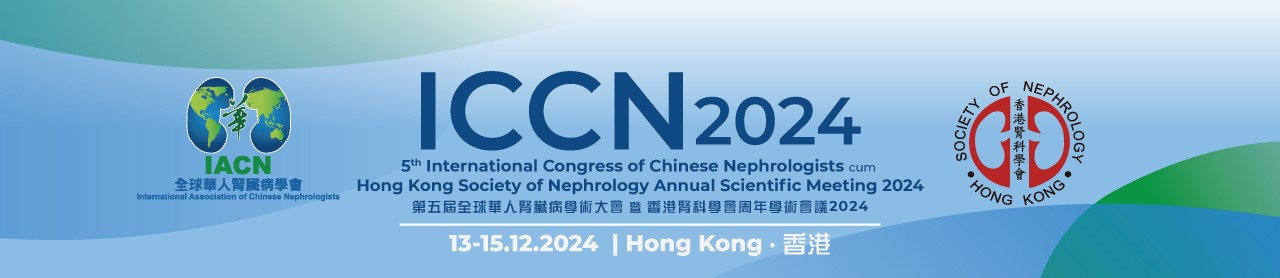 華
IACN
全球華人腎臟病學會
International Association of Chinese Nephrologists
ICCN2024
5th International Congress of Chinese Nephrologists cum
Hong Kong Society of Nephrology Annual Scientific Meeting 2024
第五屆全球華人腎臟病學術大會 暨 香港腎科學會周年學術會議2024
13-15.12.2024 | Hong Kong · 香港
SOCIETY OF NEPHROLOGY
香港腎科學會
• HONG KONG •